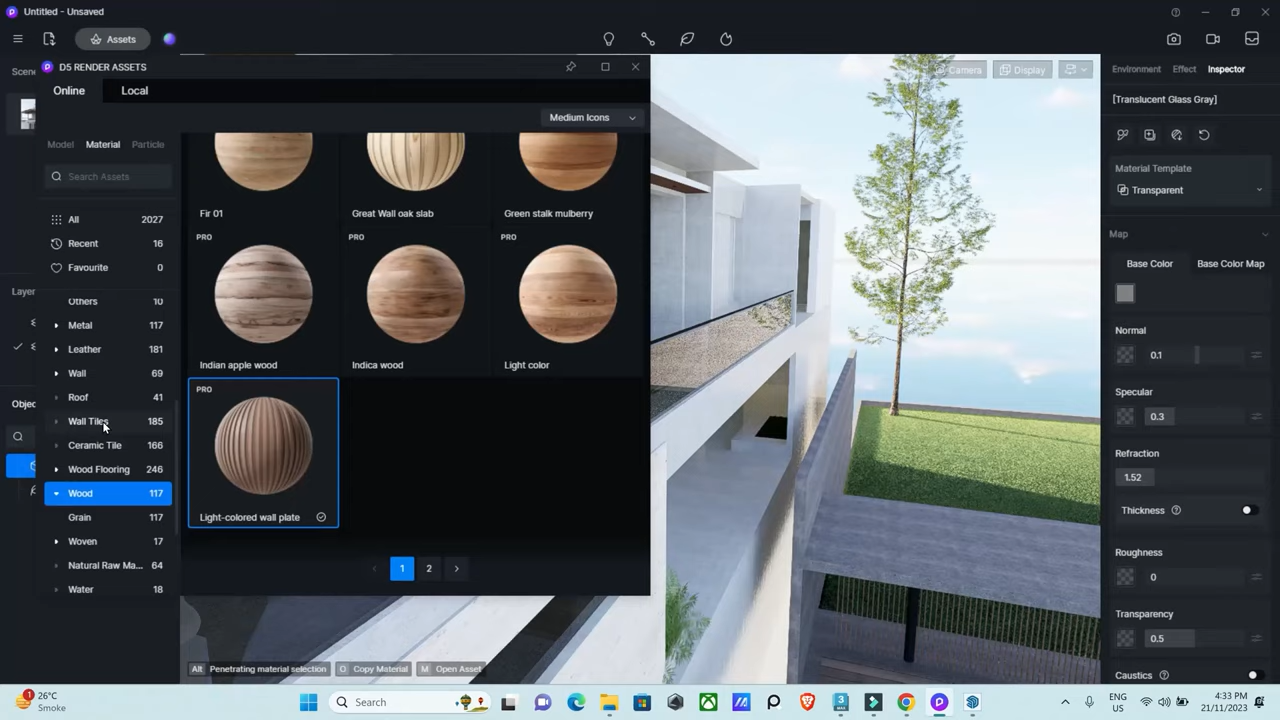 Untitled - Unsaved
Assets
Scene
D5 RENDER ASSETS
Online
Local
Medium Icons
Model
Material
Particle
Search Assets
All 2027
Recent 16
Favourite 0
Others 10
Metal 117
Leather 181
Wall 69
Roof 41
Wall Tiles 185
Ceramic Tile 166
Wood Flooring 246
Wood 117
Grain 117
Woven 17
Natural Raw Ma... 64
Water 18
Layer
Objec
Fir 01
Great Wall oak slab
Green stalk mulberry
PRO
PRO
PRO
Indian apple wood
Indica wood
Light color
PRO
Light-colored wall plate
1
2
Camera
Display
Alt Penetrating material selection
Copy Material
M Open Asset
Environment
Effect
Inspector
[Translucent Glass Gray]
Material Template
Transparent
Map
Base Color
Base Color Map
Normal
0.1
Specular
0.3
Refraction
1.52
Thickness
Roughness
0
Transparency
0.5
Caustics
1
26°C
Smoke
Search
ENG
US
4:33 PM
21/11/2023